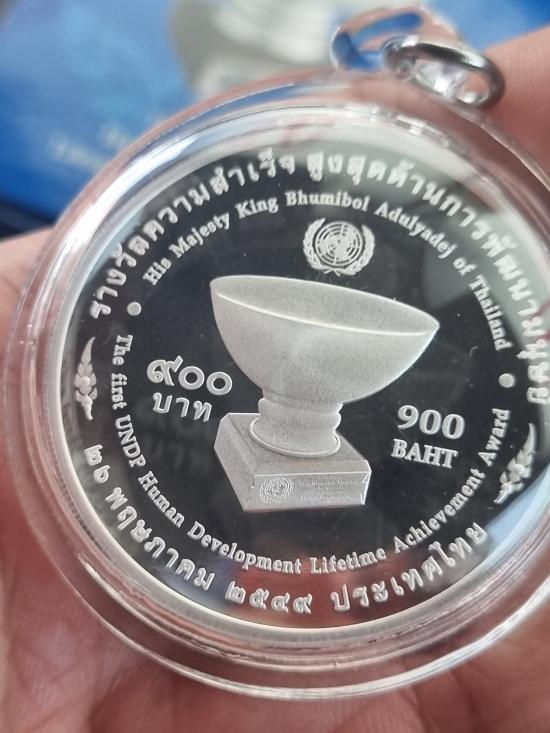 รางวัลความสำเร็จ สูงสุดด้านการพัฒนามนุษย์
His Majesty King Bhumibol Adulyadej of Thailand
๙๐๐
บาท
900
BAHT
The first UNDP Human Development Lifetime Achievement Award
๒๖ พฤษภาคม ๒๕๔๙ ประเทศไทย